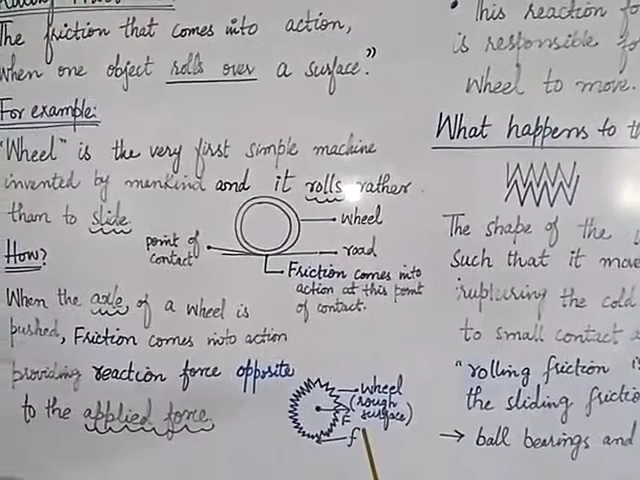 The friction that comes into action,
when one object rolls over a surface."
For example:
"Wheel" is the very first simple machine
invented by mankind and it rolls rather
than to slide
wheel
point of
contact
road
How?
Friction comes into
action at this point
of contact.
When the axle of a wheel is
pushed, Friction comes into action
providing reaction force opposite
to the applied force.
wheel
(rough
surface)
F
f
This reaction
is responsible
Wheel to move.
What happens to
The shape of the
such that it
rupturing the cold
to small contact
"rolling friction
the sliding
→ ball bearings and